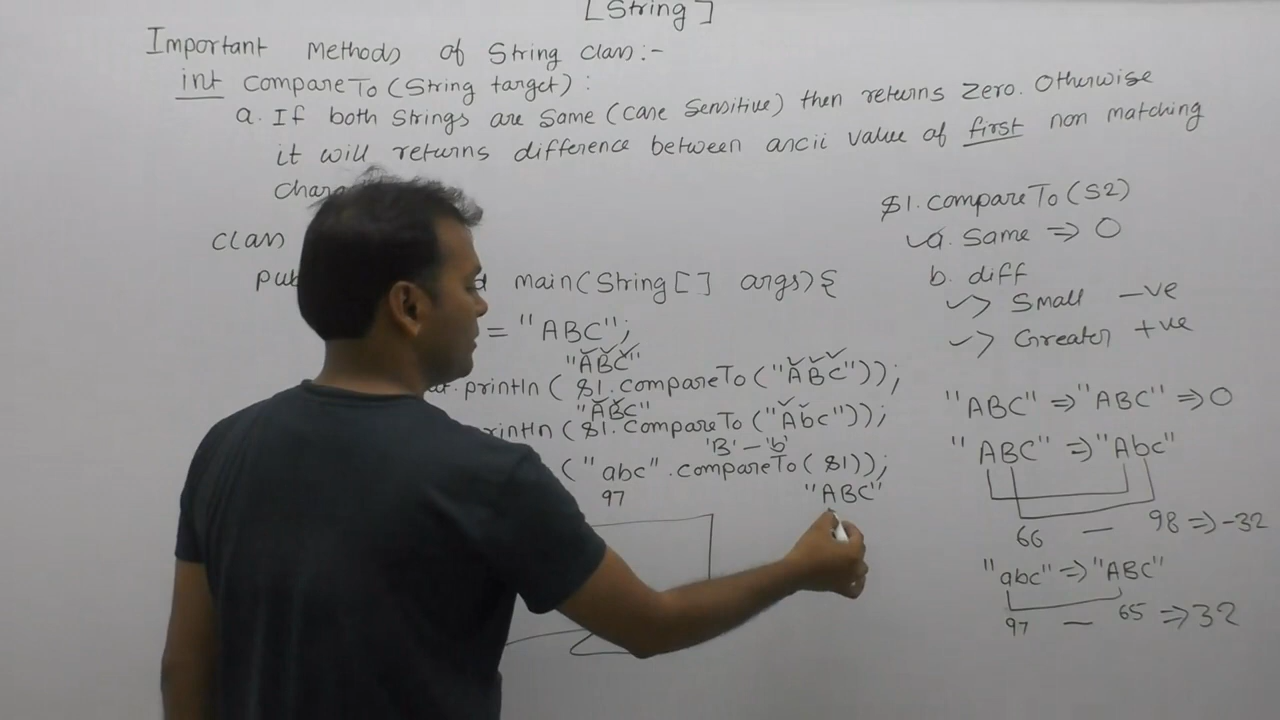 [String]
Important Methods of String Class:-
int compareTo (String target) :
a. If both Strings are Same (Case Sensitive) then returns Zero. Otherwise
it will returns difference between ascii value of first non matching
Class
main(String [] args){
= "ABC";
"ABC"
println ( S1.compareTo ("ABC"));
"ABC"
println ( S1.compareTo ("Abc"));
'B' - 'b'
("abc".compareTo( S1));
97 "ABC"
S1.compareTo (S2)
a. Same => 0
b. diff
-> Small -ve
-> Greater +ve
"ABC" => "ABC" => 0
"ABC" => "Abc"
66 - 98 => -32
"abc" => "ABC"
97 - 65 => 32